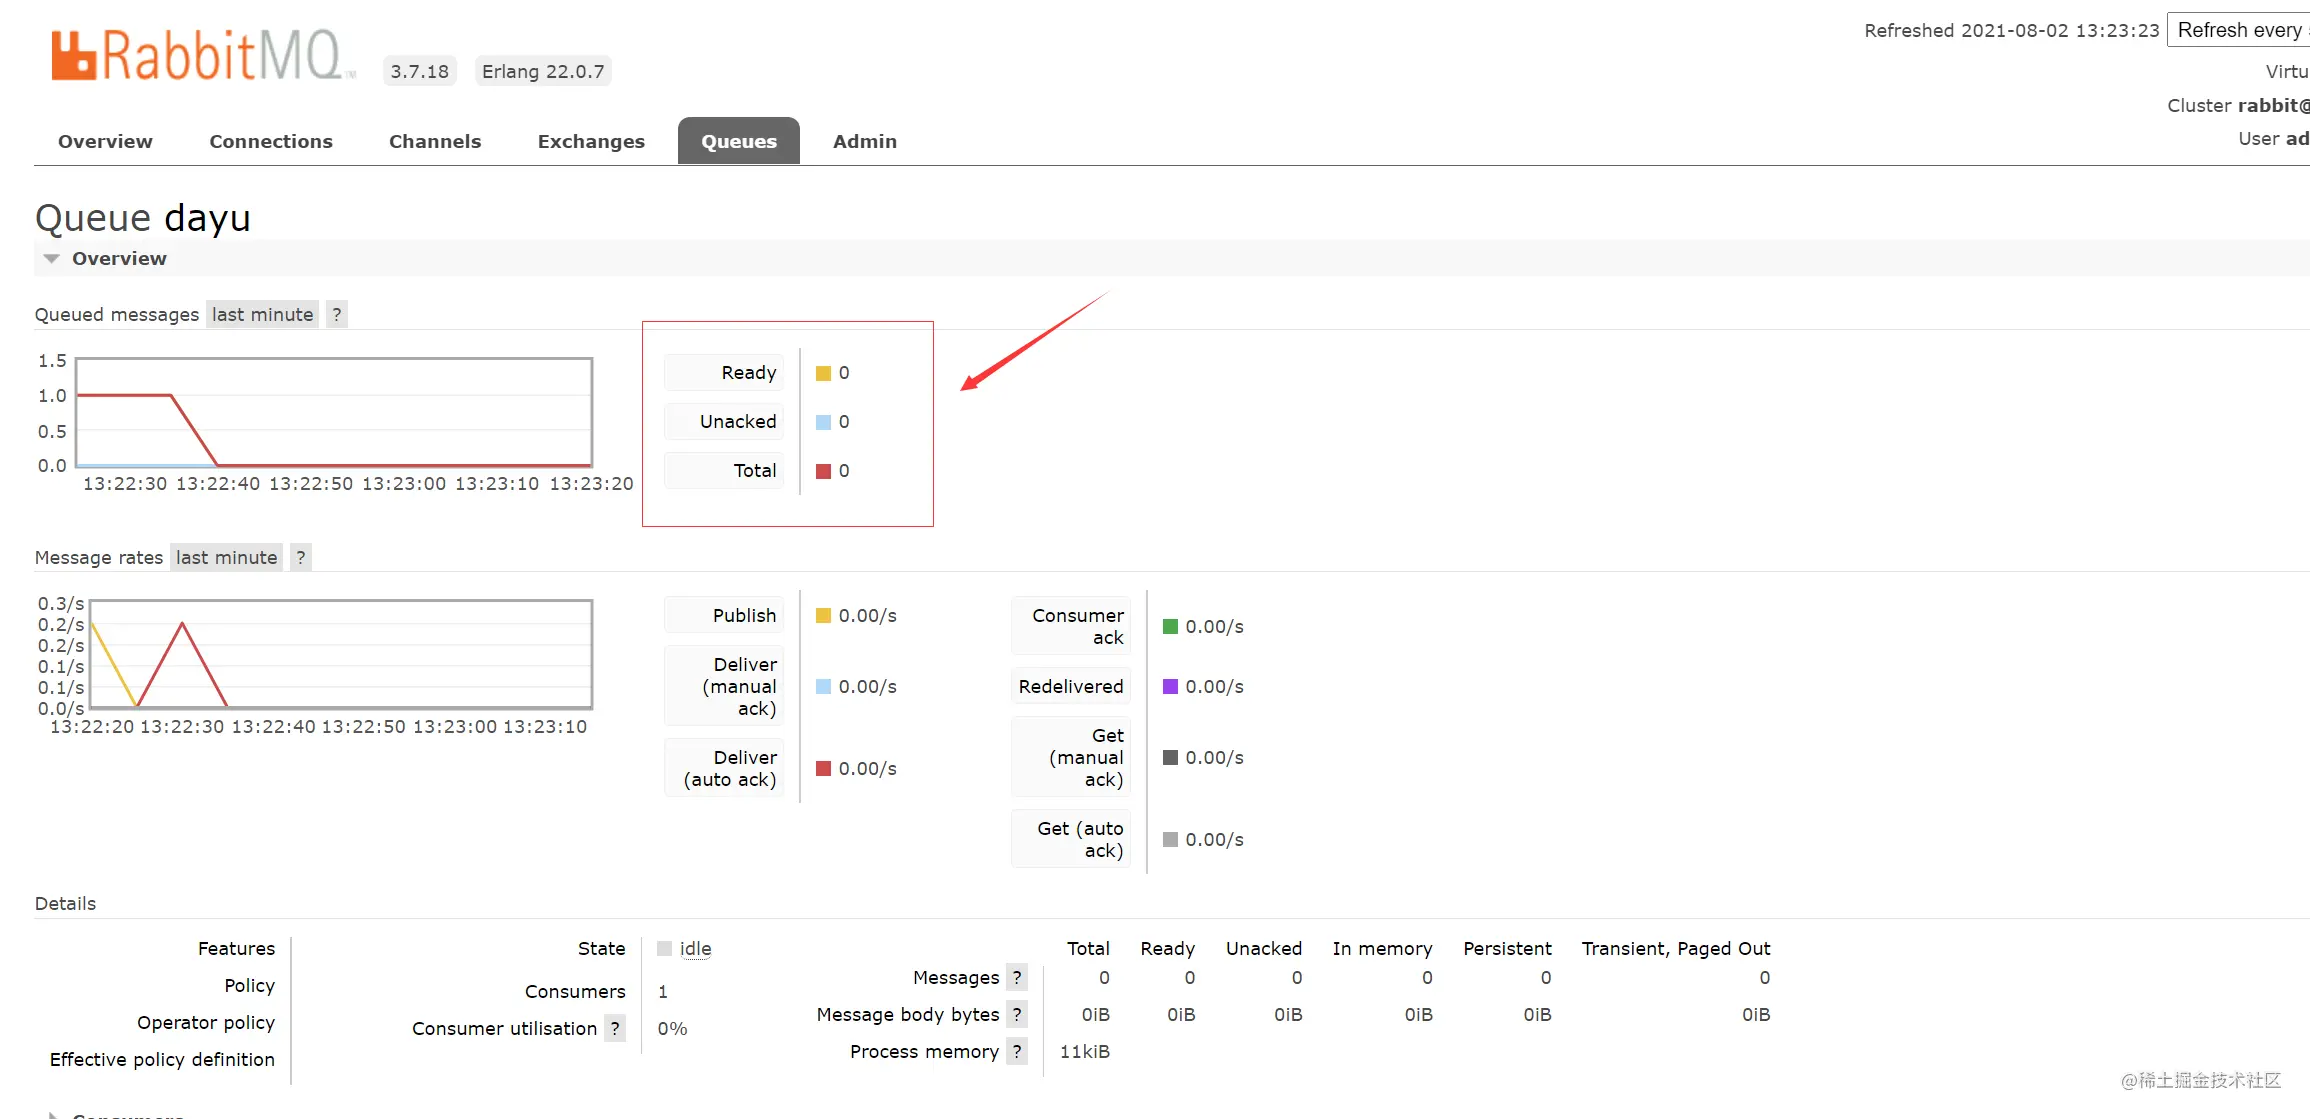 Refreshed 2021-08-02 13:23:23 Refresh every
RabbitMQ TM 3.7.18 Erlang 22.0.7
Virtu
Cluster rabbit@
User ad
Overview Connections Channels Exchanges Queues Admin
Queue dayu
Overview
Queued messages last minute ?
1.5
1.0
0.5
0.0
13:22:30 13:22:40 13:22:50 13:23:00 13:23:10 13:23:20
Ready 0
Unacked 0
Total 0
Message rates last minute ?
0.3/s
0.2/s
0.2/s
0.1/s
0.1/s
0.0/s
13:22:20 13:22:30 13:22:40 13:22:50 13:23:00 13:23:10
Publish 0.00/s
Deliver
(manual 0.00/s
ack)
Deliver
(auto ack) 0.00/s
Consumer
ack 0.00/s
Redelivered 0.00/s
Get
(manual 0.00/s
ack)
Get (auto
ack) 0.00/s
Details
Features
Policy
Operator policy
Effective policy definition
State idle
Consumers 1
Consumer utilisation ? 0%
Total Ready Unacked In memory Persistent Transient, Paged Out
Messages ? 0 0 0 0 0 0
Message body bytes ? 0iB 0iB 0iB 0iB 0iB 0iB
Process memory ? 11kiB
@稀土掘金技术社区
Consumers